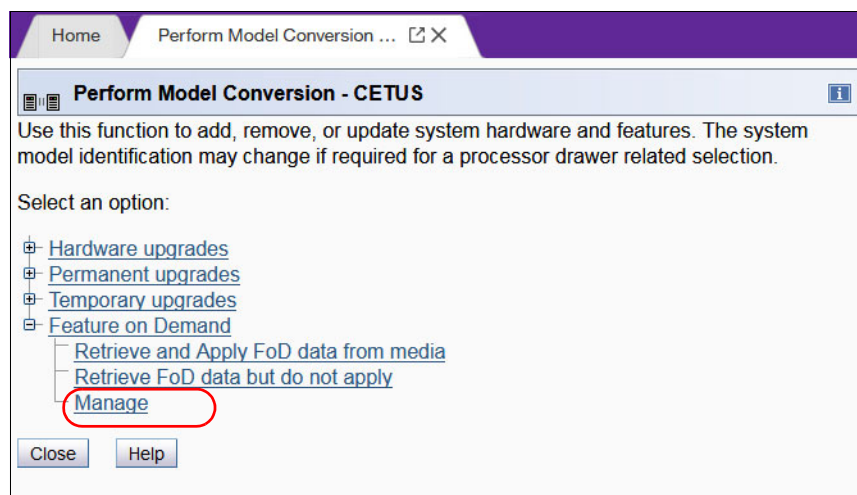 Home
Perform Model Conversion ...
Perform Model Conversion - CETUS
Use this function to add, remove, or update system hardware and features. The system
model identification may change if required for a processor drawer related selection.
Select an option:
Hardware upgrades
Permanent upgrades
Temporary upgrades
Feature on Demand
Retrieve and Apply FoD data from media
Retrieve FoD data but do not apply
Manage
Close
Help